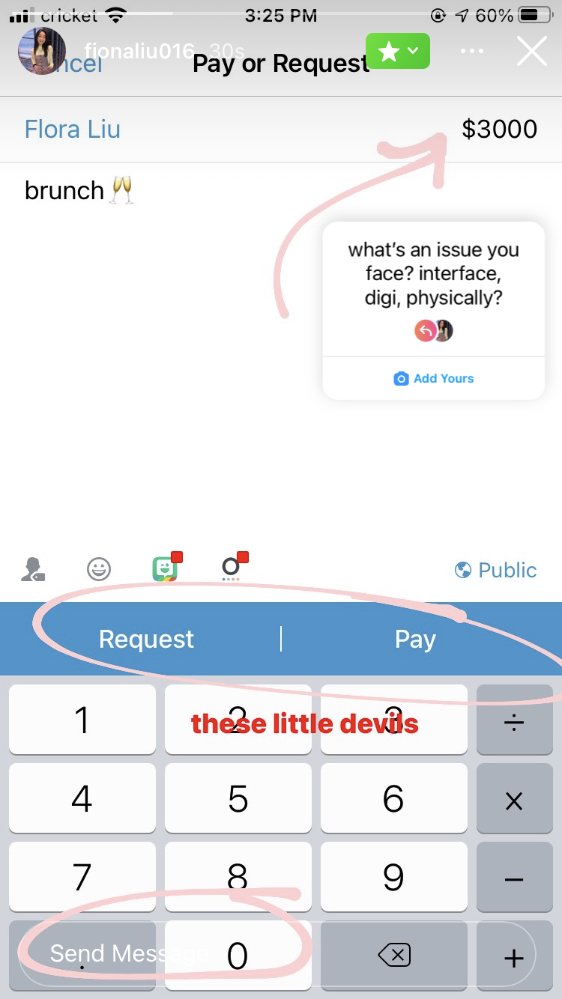 cricket 3:25 PM 60%
fionaliu016 30s
ncel Pay or Request
Flora Liu $3000
brunch🥂
what's an issue you
face? interface,
digi, physically?
Add Yours
Public
Request | Pay
1 2 3 ÷
these little devils
4 5 6 ×
7 8 9 −
Send Message . 0 +